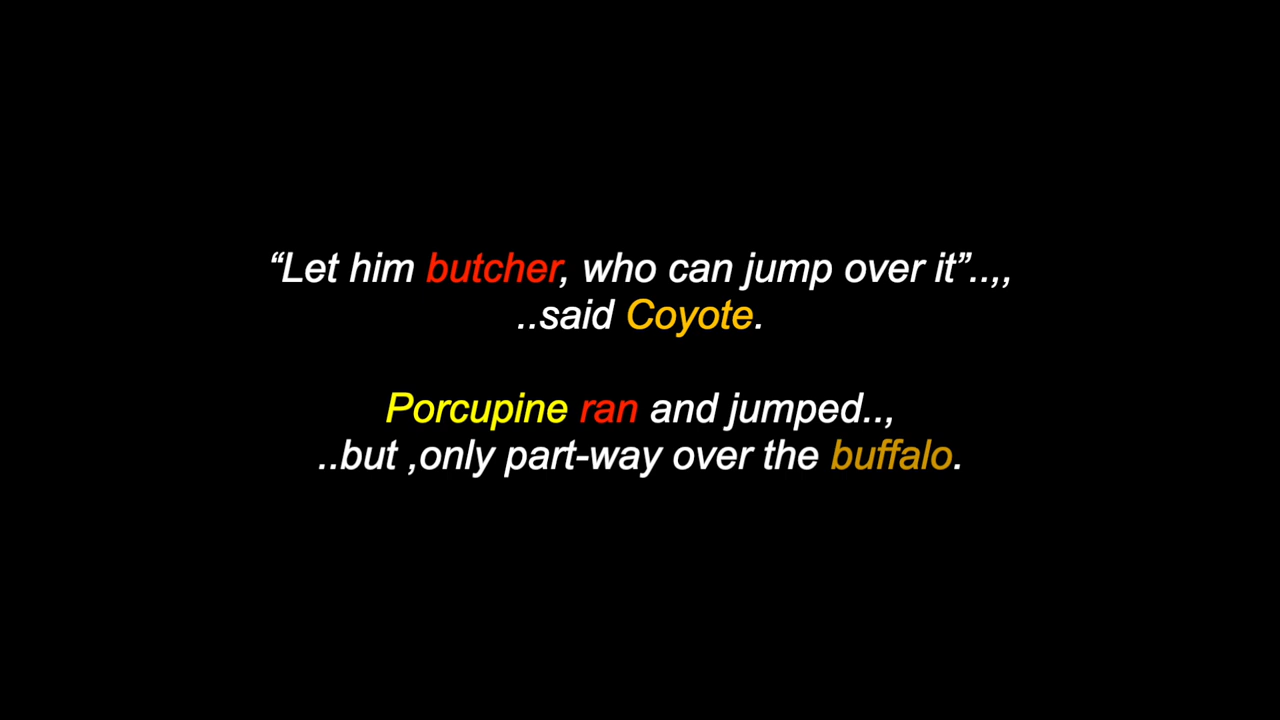 “Let him butcher, who can jump over it”..,,
..said Coyote.
Porcupine ran and jumped..,
..but ,only part-way over the buffalo.